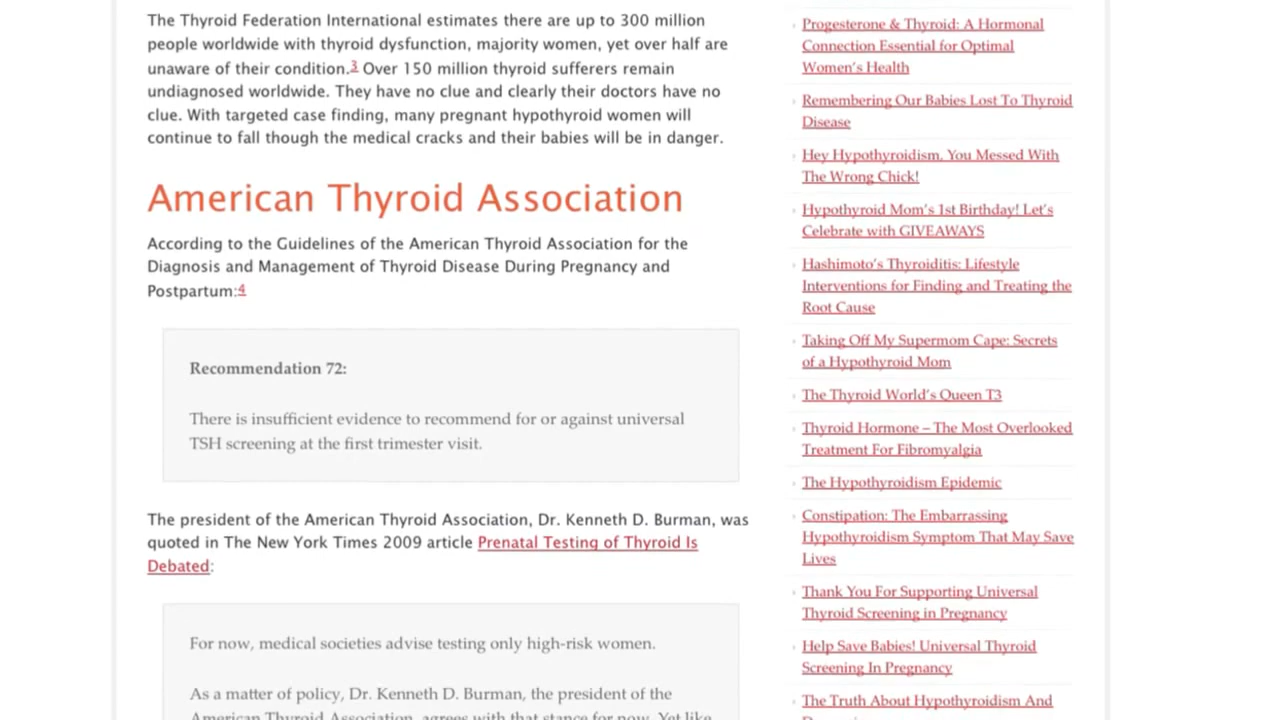 The Thyroid Federation International estimates there are up to 300 million
people worldwide with thyroid dysfunction, majority women, yet over half are
unaware of their condition.3 Over 150 million thyroid sufferers remain
undiagnosed worldwide. They have no clue and clearly their doctors have no
clue. With targeted case finding, many pregnant hypothyroid women will
continue to fall though the medical cracks and their babies will be in danger.
American Thyroid Association
According to the Guidelines of the American Thyroid Association for the
Diagnosis and Management of Thyroid Disease During Pregnancy and
Postpartum:4
Recommendation 72:
There is insufficient evidence to recommend for or against universal
TSH screening at the first trimester visit.
The president of the American Thyroid Association, Dr. Kenneth D. Burman, was
quoted in The New York Times 2009 article Prenatal Testing of Thyroid Is
Debated:
For now, medical societies advise testing only high-risk women.
As a matter of policy, Dr. Kenneth D. Burman, the president of the
American Thyroid Association, agrees with that stance for now. Yet like
Progesterone & Thyroid: A Hormonal
Connection Essential for Optimal
Women's Health
Remembering Our Babies Lost To Thyroid
Disease
Hey Hypothyroidism, You Messed With
The Wrong Chick!
Hypothyroid Mom's 1st Birthday! Let's
Celebrate with GIVEAWAYS
Hashimoto's Thyroiditis: Lifestyle
Interventions for Finding and Treating the
Root Cause
Taking Off My Supermom Cape: Secrets
of a Hypothyroid Mom
The Thyroid World's Queen T3
Thyroid Hormone – The Most Overlooked
Treatment For Fibromyalgia
The Hypothyroidism Epidemic
Constipation: The Embarrassing
Hypothyroidism Symptom That May Save
Lives
Thank You For Supporting Universal
Thyroid Screening in Pregnancy
Help Save Babies! Universal Thyroid
Screening In Pregnancy
The Truth About Hypothyroidism And